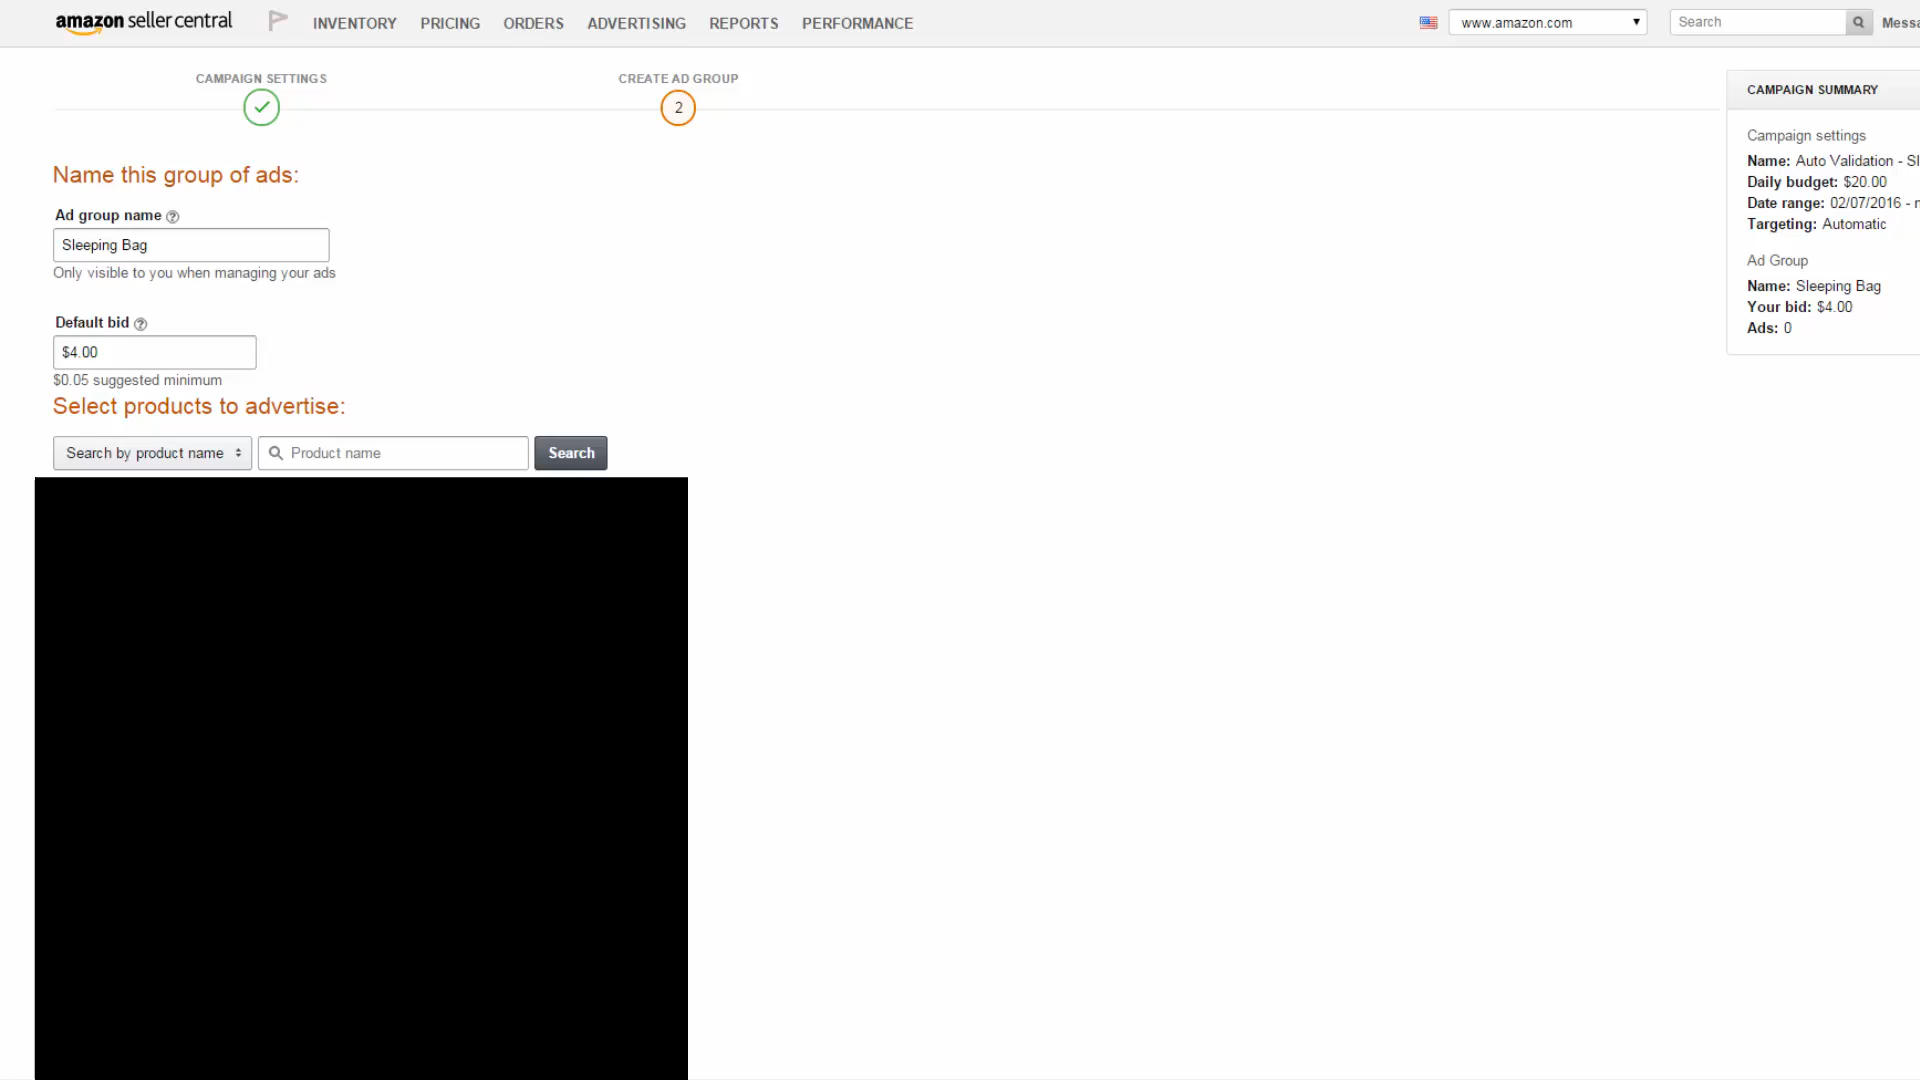 amazon seller central INVENTORY PRICING ORDERS ADVERTISING REPORTS PERFORMANCE www.amazon.com Search
CAMPAIGN SETTINGS CREATE AD GROUP
2
CAMPAIGN SUMMARY
Campaign settings
Name: Auto Validation -
Daily budget: $20.00
Date range: 02/07/2016 -
Targeting: Automatic
Ad Group
Name: Sleeping Bag
Your bid: $4.00
Ads: 0
Name this group of ads:
Ad group name ?
Sleeping Bag
Only visible to you when managing your ads
Default bid ?
$4.00
$0.05 suggested minimum
Select products to advertise:
Search by product name Product name Search